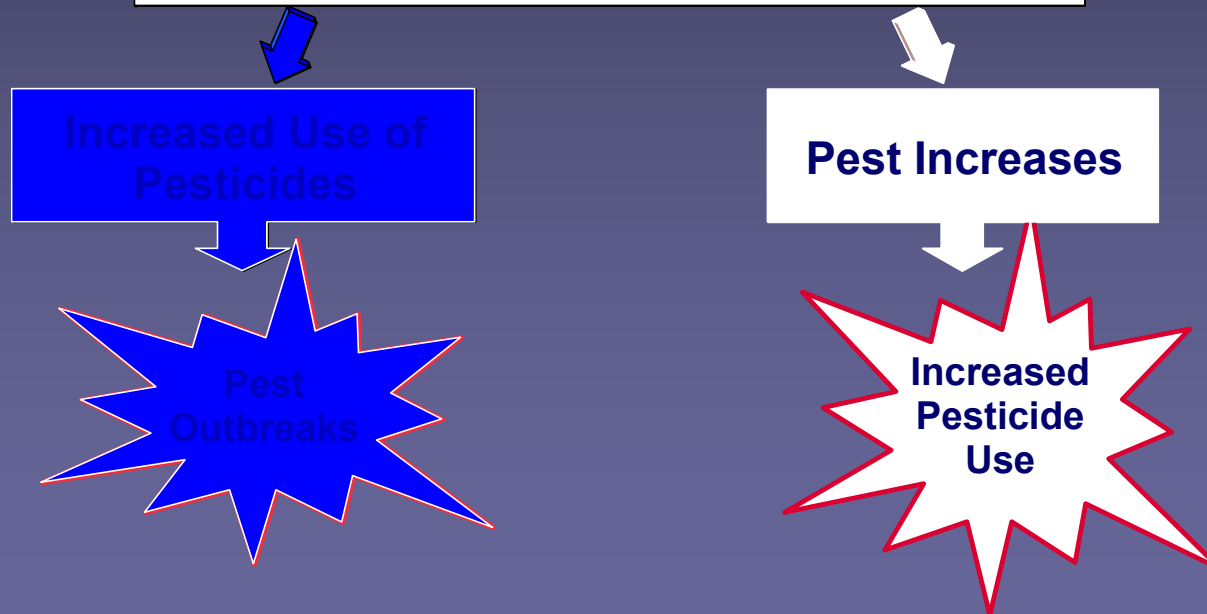 Increased Use of
Pesticides
Pest Increases
Pest
Outbreaks
Increased
Pesticide
Use